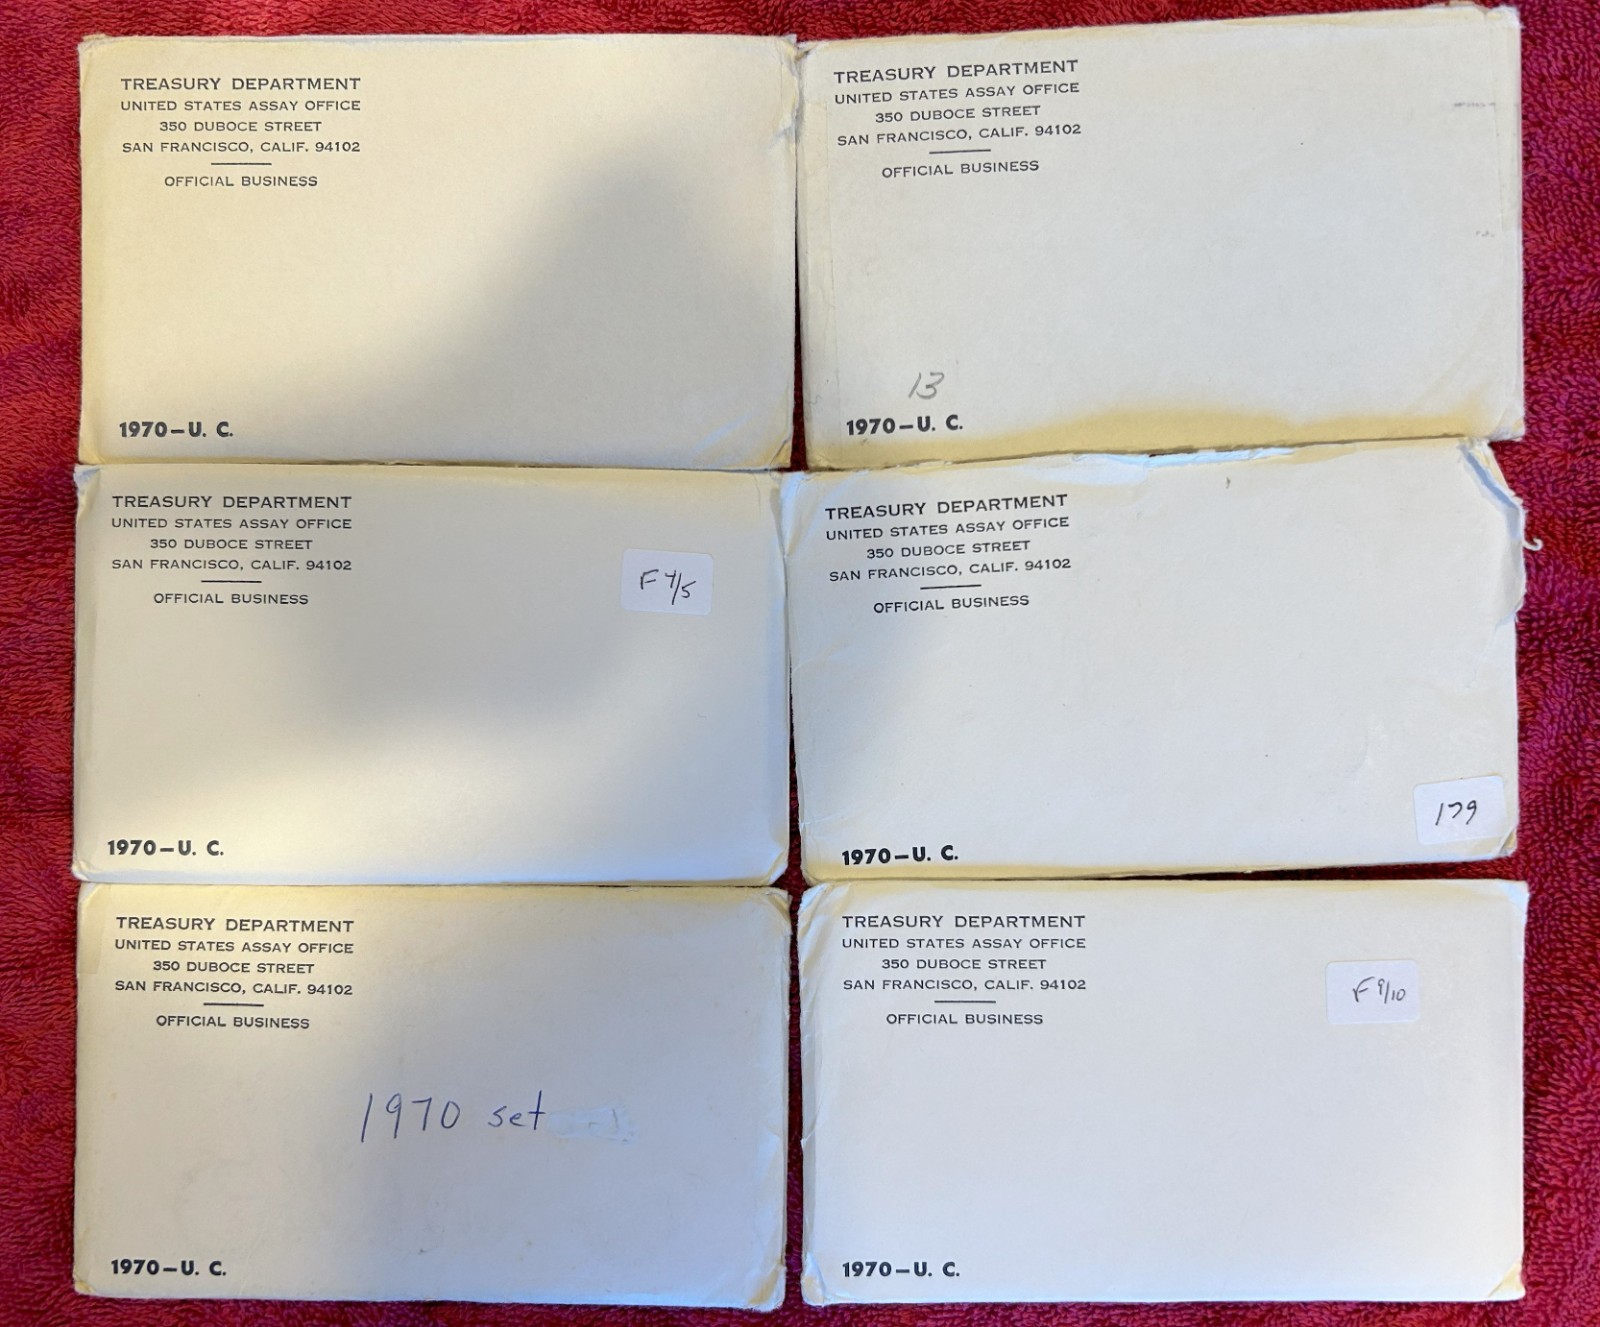 TREASURY DEPARTMENT
UNITED STATES ASSAY OFFICE
350 DUBOCE STREET
SAN FRANCISCO, CALIF. 94102
OFFICIAL BUSINESS
1970-U. C.
TREASURY DEPARTMENT
UNITED STATES ASSAY OFFICE
350 DUBOCE STREET
SAN FRANCISCO, CALIF. 94102
OFFICIAL BUSINESS
13
1970-U. C.
TREASURY DEPARTMENT
UNITED STATES ASSAY OFFICE
350 DUBOCE STREET
SAN FRANCISCO, CALIF. 94102
OFFICIAL BUSINESS
F 4/5
1970-U. C.
TREASURY DEPARTMENT
UNITED STATES ASSAY OFFICE
350 DUBOCE STREET
SAN FRANCISCO, CALIF. 94102
OFFICIAL BUSINESS
179
1970-U. C.
TREASURY DEPARTMENT
UNITED STATES ASSAY OFFICE
350 DUBOCE STREET
SAN FRANCISCO, CALIF. 94102
OFFICIAL BUSINESS
1970 set
1970-U. C.
TREASURY DEPARTMENT
UNITED STATES ASSAY OFFICE
350 DUBOCE STREET
SAN FRANCISCO, CALIF. 94102
OFFICIAL BUSINESS
F 9/10
1970-U. C.